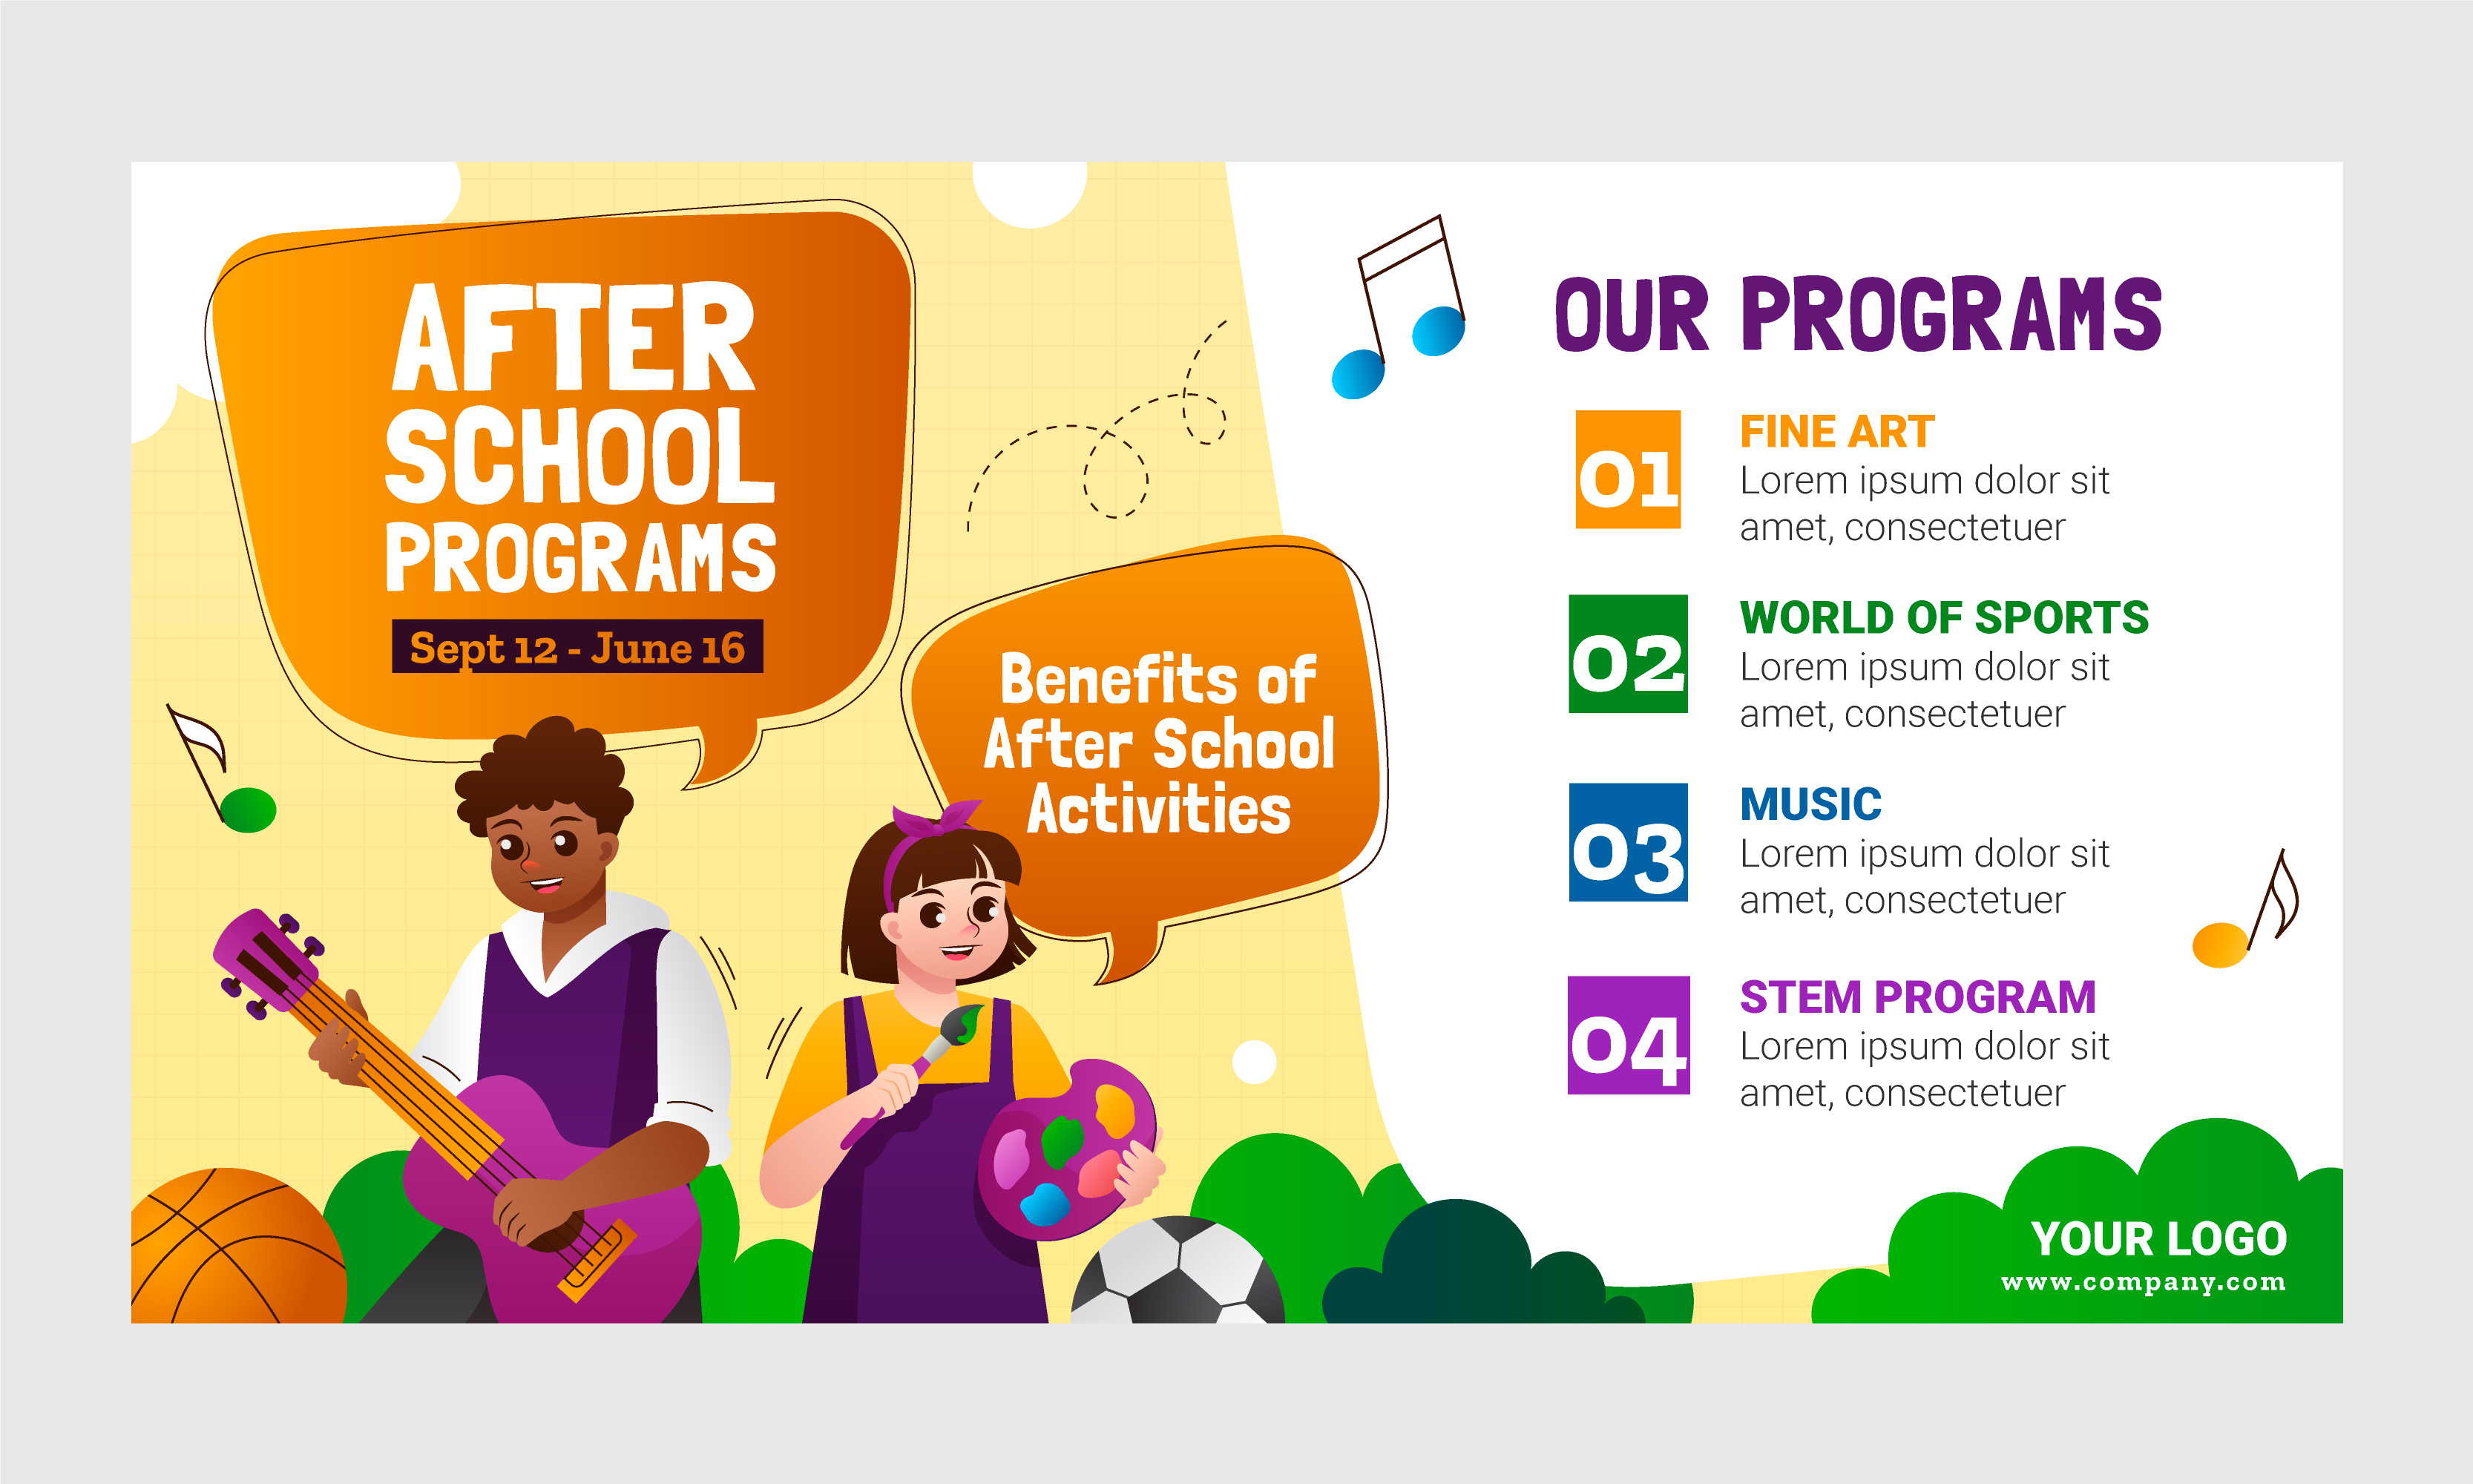 AFTER
SCHOOL
PROGRAMS
Sept 12 - June 16
Benefits of
After School
Activities
OUR PROGRAMS
01
FINE ART
Lorem ipsum dolor sit
amet, consectetuer
02
WORLD OF SPORTS
Lorem ipsum dolor sit
amet, consectetuer
03
MUSIC
Lorem ipsum dolor sit
amet, consectetuer
04
STEM PROGRAM
Lorem ipsum dolor sit
amet, consectetuer
YOUR LOGO
www.company.com